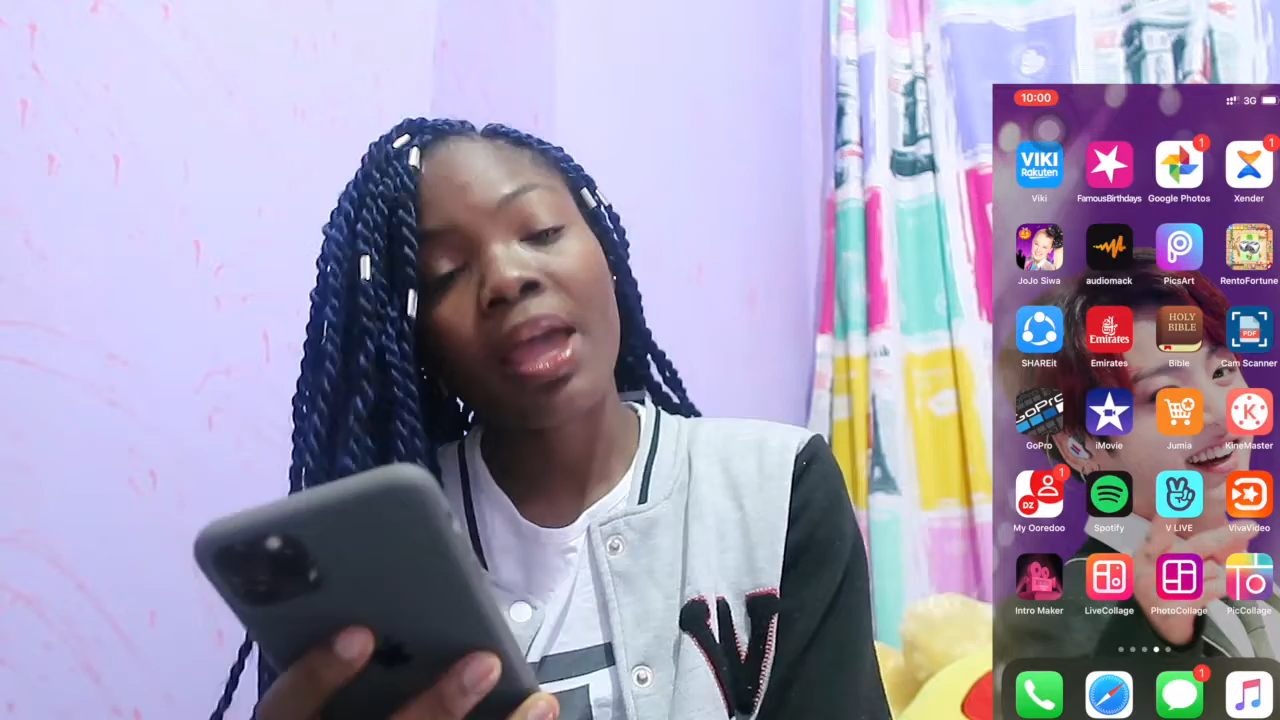 10:00 3G
VIKI
Rakuten
1 1
Viki FamousBirthdays Google Photos Xender
JoJo Siwa audiomack PicsArt RentoFortune
HOLY
BIBLE
Emirates
PDF
SHAREit Emirates Bible Cam Scanner
GoPro
K
GoPro iMovie Jumia KineMaster
1
DZ
V
My Ooredoo Spotify V LIVE VivaVideo
Intro Maker LiveCollage PhotoCollage PicCollage
1
W